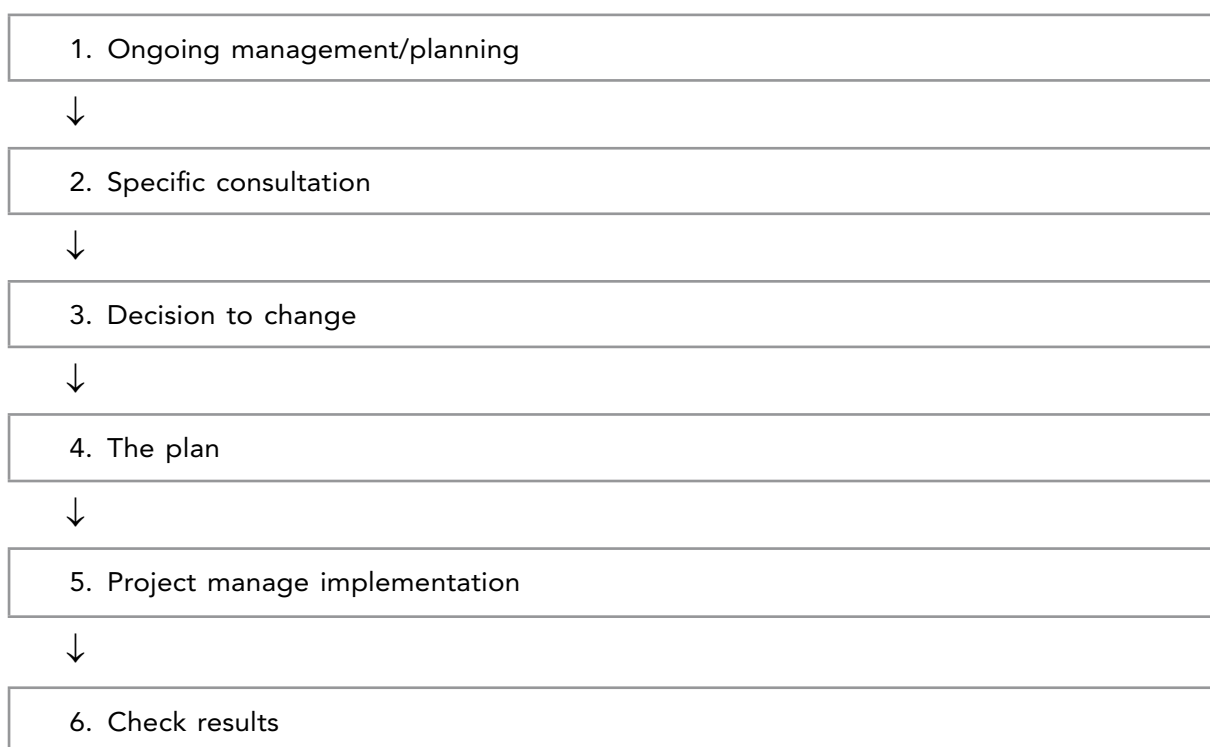 1. Ongoing management/planning
↓
2. Specific consultation
↓
3. Decision to change
↓
4. The plan
↓
5. Project manage implementation
↓
6. Check results